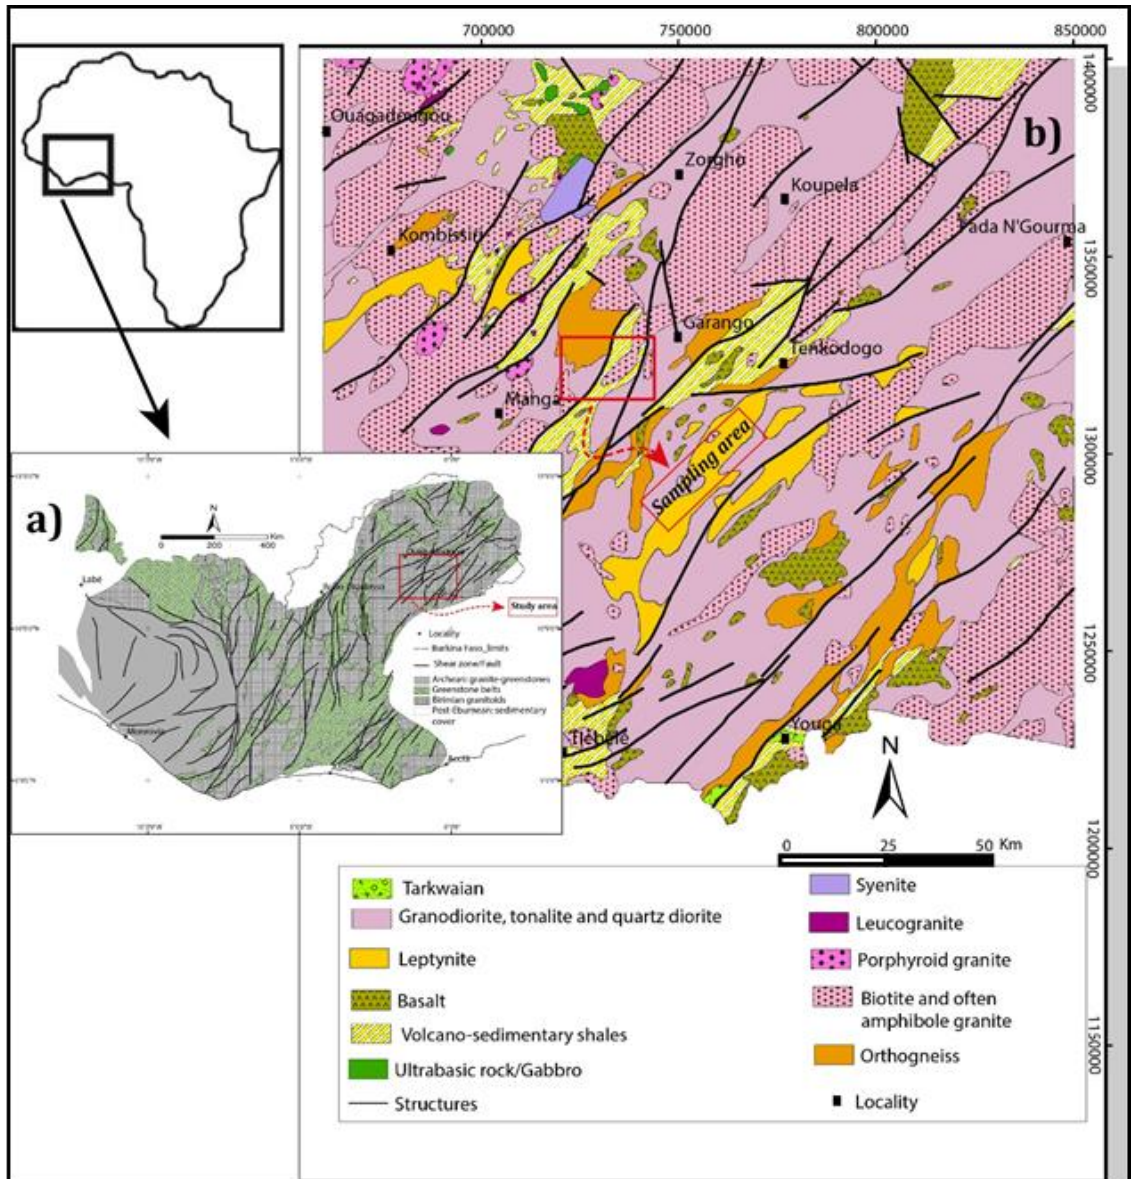 700000
750000
800000
850000
1400000
1350000
1300000
1250000
1200000
1150000
b)
Ouagadougou
Zorgho
Koupela
Kombissiri
Fada N'Gourma
Garango
Tenkodogo
Manga
Sampling area
Tiébélé
Youga
N
0 25 50 Km
a)
N
0 200 400
Km
Labé
Study area
Locality
Burkina Faso_limits
Shear zone/Fault
Archean: granite-greenstones
Greenstone belts
Birimian granitoids
Post-Eburnean: sedimentary
cover
Monrovia
Accra
Tarkwaian
Granodiorite, tonalite and quartz diorite
Leptynite
Basalt
Volcano-sedimentary shales
Ultrabasic rock/Gabbro
Structures
Syenite
Leucogranite
Porphyroid granite
Biotite and often
amphibole granite
Orthogneiss
Locality